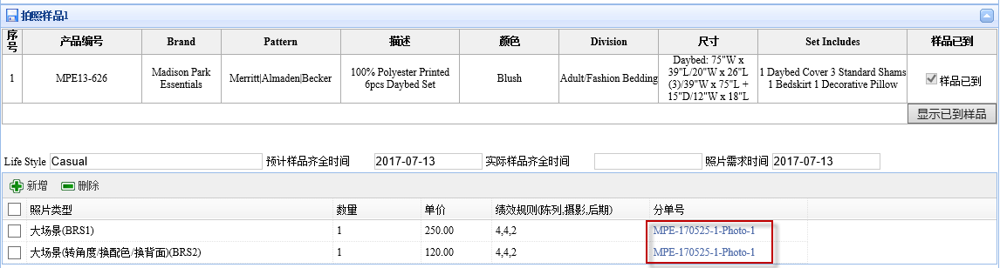 拍照样品1
序号 产品编号 Brand Pattern 描述 颜色 Division 尺寸 Set Includes 样品已到
1 MPE13-626 Madison Park Essentials Merritt|Almaden|Becker 100% Polyester Printed 6pcs Daybed Set Blush Adult/Fashion Bedding Daybed: 75"W x 39"L/20"W x 26"L (3)/39"W x 75"L + 15"D/12"W x 18"L 1 Daybed Cover 3 Standard Shams 1 Bedskirt 1 Decorative Pillow 样品已到
显示已到样品
Life Style Casual 预计样品齐全时间 2017-07-13 实际样品齐全时间 照片需求时间 2017-07-13
新增 删除
照片类型 数量 单价 绩效规则(陈列,摄影,后期) 分单号
大场景(BRS1) 1 250.00 4,4,2 MPE-170525-1-Photo-1
大场景(转角度/换配色/换背面)(BRS2) 1 120.00 4,4,2 MPE-170525-1-Photo-1